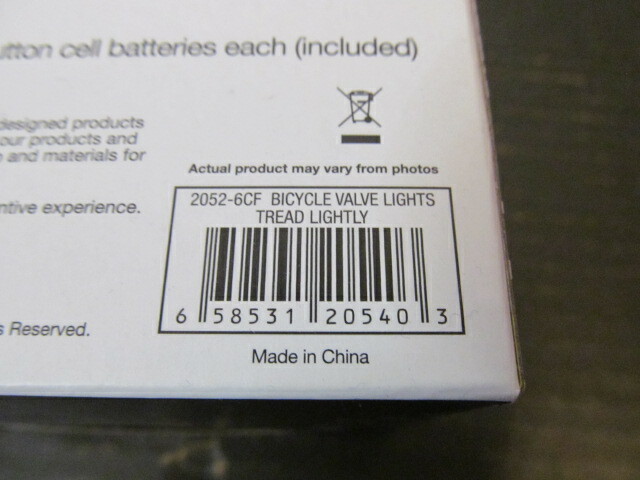 button cell batteries each (included)
designed products
our products and
and materials for
Actual product may vary from photos
ntive experience.
2052-6CF BICYCLE VALVE LIGHTS
TREAD LIGHTLY
6 58531 20540 3
s Reserved.
Made in China